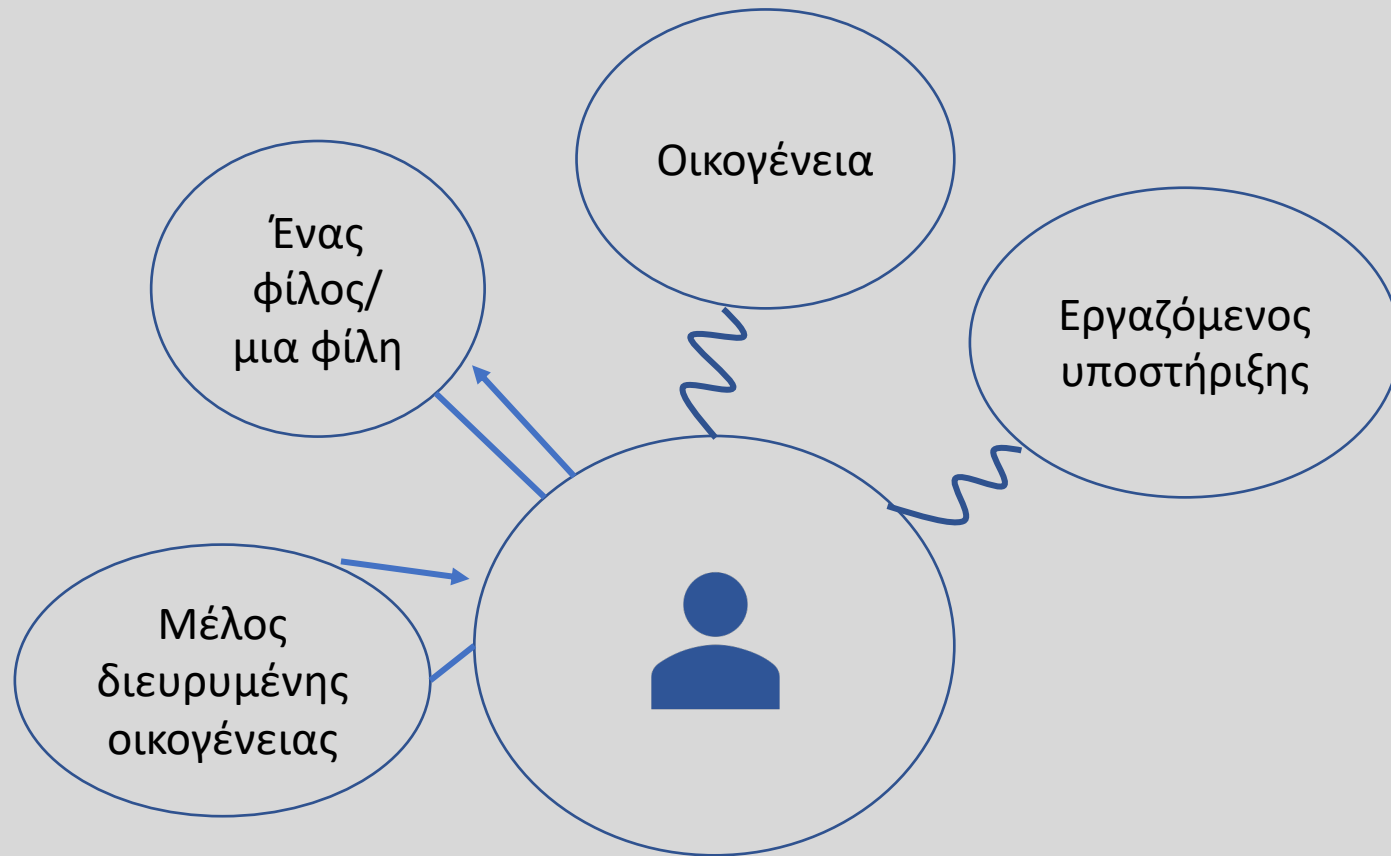 Οικογένεια
Ένας
φίλος/
μια φίλη
Εργαζόμενος
υποστήριξης
Μέλος
διευρυμένης
οικογένειας